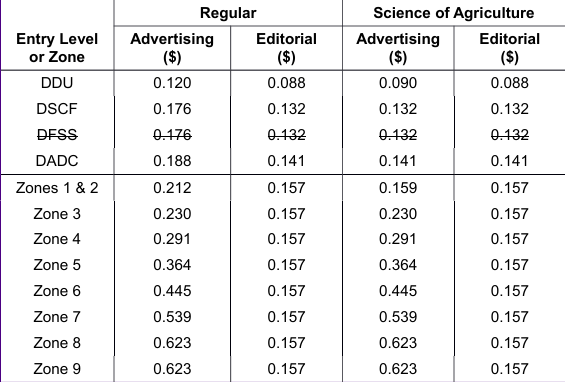 Regular Science of Agriculture
Entry Level or Zone Advertising ($) Editorial ($) Advertising ($) Editorial ($)
DDU 0.120 0.088 0.090 0.088
DSCF 0.176 0.132 0.132 0.132
DFSS 0.176 0.132 0.132 0.132
DADC 0.188 0.141 0.141 0.141
Zones 1 & 2 0.212 0.157 0.159 0.157
Zone 3 0.230 0.157 0.230 0.157
Zone 4 0.291 0.157 0.291 0.157
Zone 5 0.364 0.157 0.364 0.157
Zone 6 0.445 0.157 0.445 0.157
Zone 7 0.539 0.157 0.539 0.157
Zone 8 0.623 0.157 0.623 0.157
Zone 9 0.623 0.157 0.623 0.157